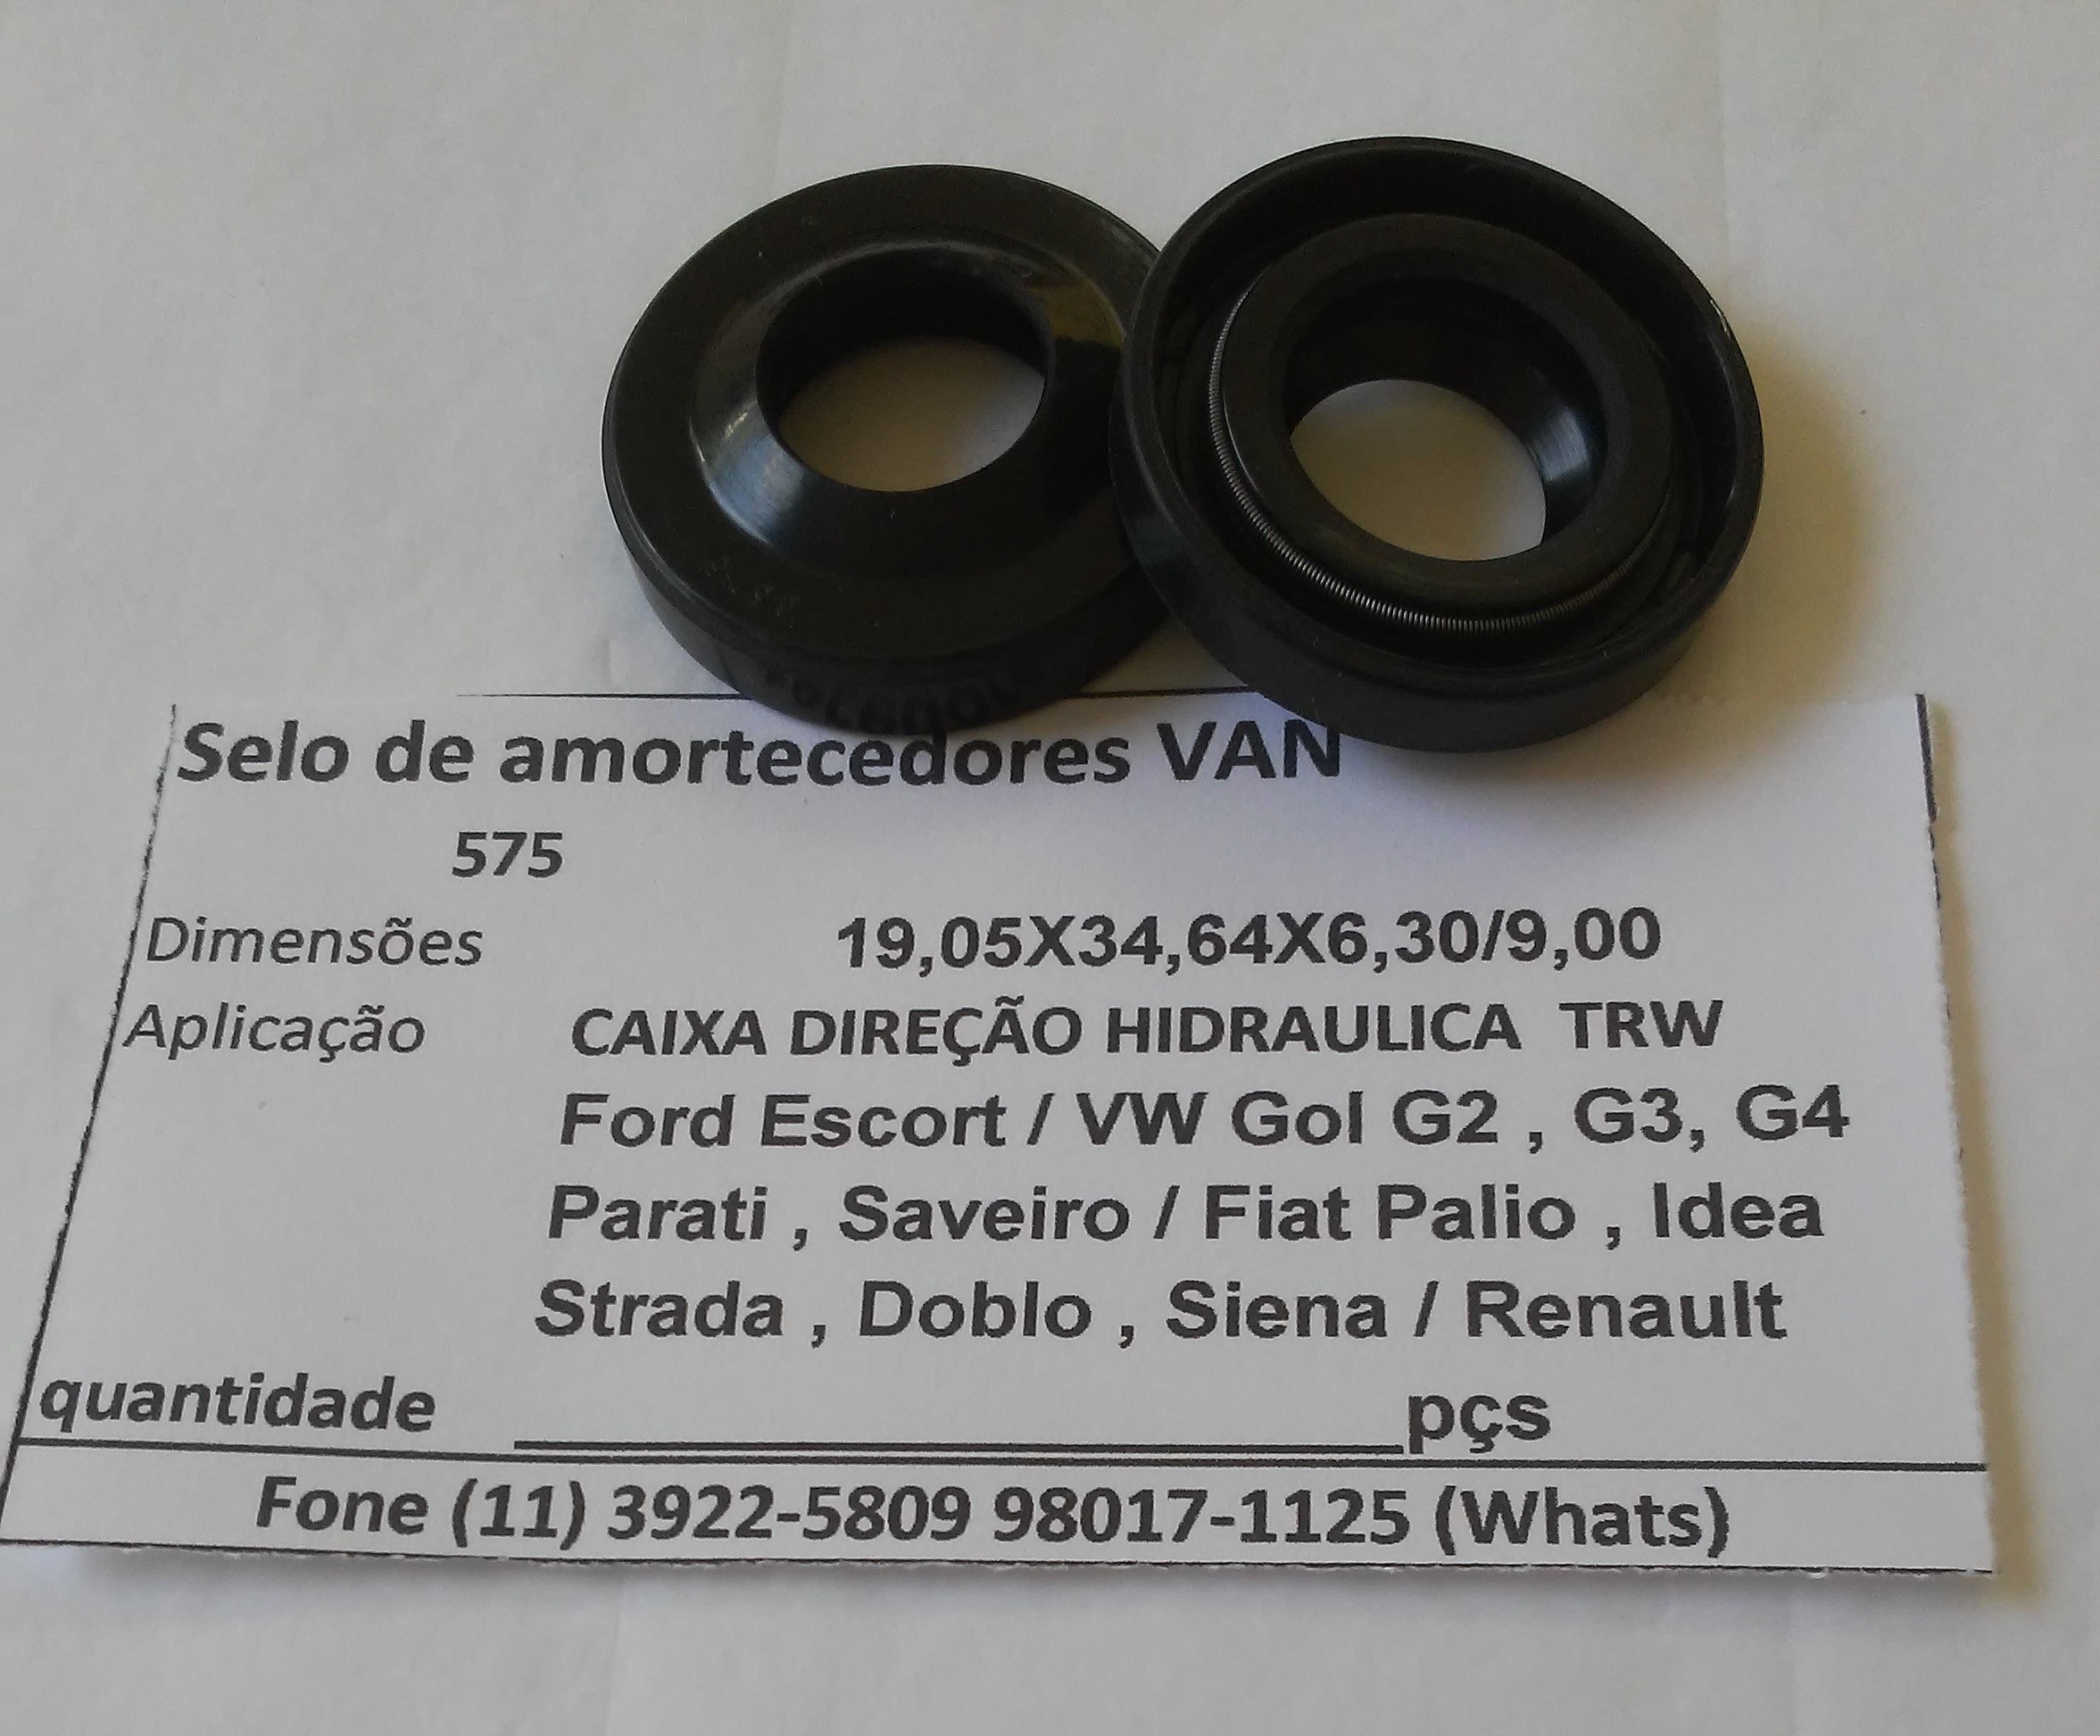 Selo de amortecedores VAN
575
Dimensões 19,05X34,64X6,30/9,00
Aplicação CAIXA DIREÇÃO HIDRAULICA TRW
Ford Escort / VW Gol G2 , G3, G4
Parati , Saveiro / Fiat Palio , Idea
Strada , Doblo , Siena / Renault
quantidade ____________________pçs
Fone (11) 3922-5809 98017-1125 (Whats)